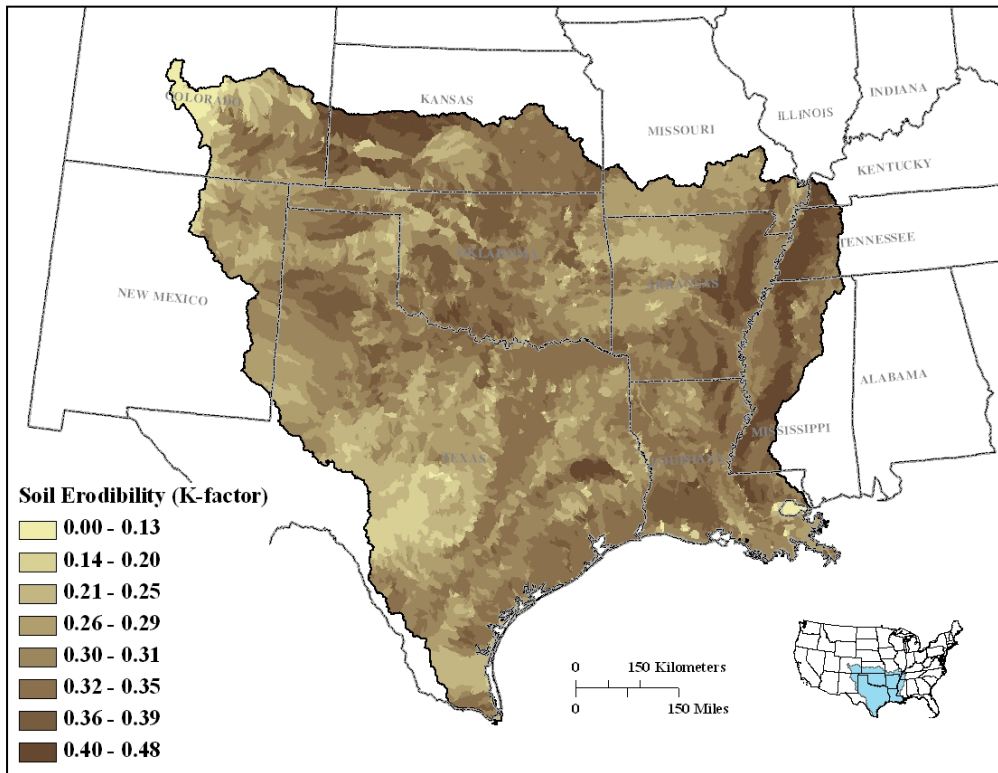 COLORADO
KANSAS
MISSOURI
ILLINOIS
INDIANA
KENTUCKY
TENNESSEE
OKLAHOMA
ARKANSAS
NEW MEXICO
ALABAMA
MISSISSIPPI
TEXAS
LOUISIANA
Soil Erodibility (K-factor)
0.00 - 0.13
0.14 - 0.20
0.21 - 0.25
0.26 - 0.29
0.30 - 0.31
0.32 - 0.35
0.36 - 0.39
0.40 - 0.48
0 150 Kilometers
0 150 Miles